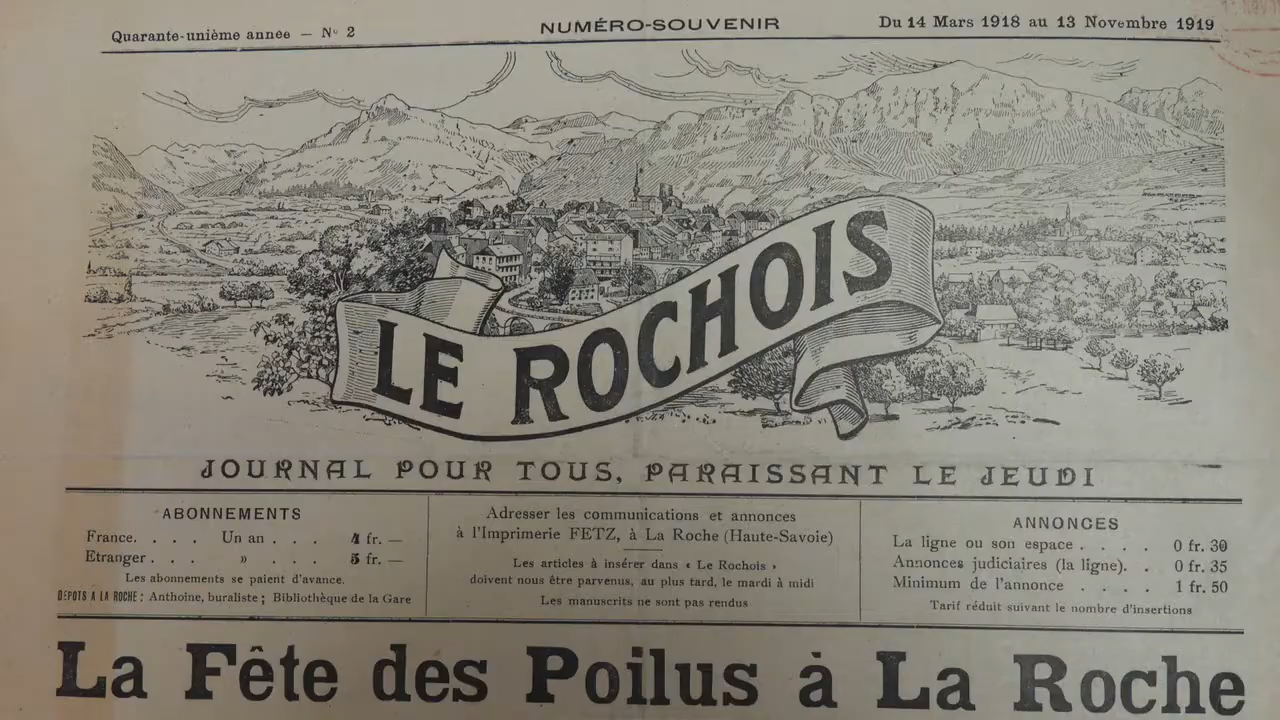 Quarante-unième année — N° 2
NUMÉRO-SOUVENIR
Du 14 Mars 1918 au 13 Novembre 1919
LE ROCHOIS
JOURNAL POUR TOUS, PARAISSANT LE JEUDI
ABONNEMENTS
France. . . . Un an . . . 4 fr. —
Etranger . . . » . . . 5 fr. —
Les abonnements se paient d'avance.
DÉPOTS A LA ROCHE : Anthoine, buraliste ; Bibliothèque de la Gare
Adresser les communications et annonces
à l'Imprimerie FETZ, à La Roche (Haute-Savoie)
Les articles à insérer dans « Le Rochois »
doivent nous être parvenus, au plus tard, le mardi à midi
Les manuscrits ne sont pas rendus
ANNONCES
La ligne ou son espace . . . . 0 fr. 30
Annonces judiciaires (la ligne). . 0 fr. 35
Minimum de l'annonce . . . . 1 fr. 50
Tarif réduit suivant le nombre d'insertions
La Fête des Poilus à La Roche